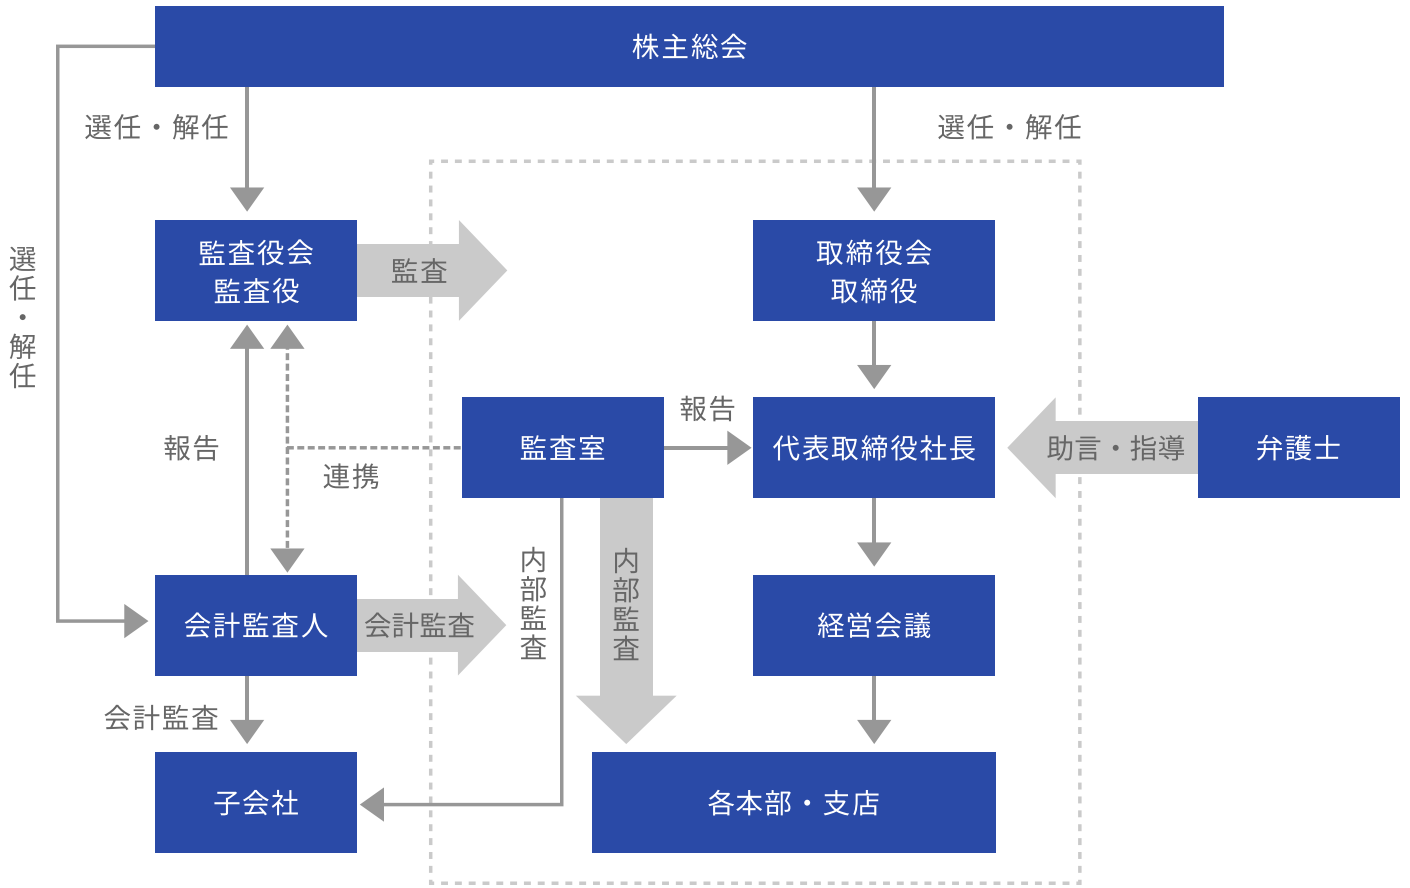 株主総会
選任・解任
選任・解任
選任・解任
監査役会
監査役
監査
取締役会
取締役
報告
連携
監査室
報告
代表取締役社長
助言・指導
弁護士
会計監査人
会計監査
内部監査
内部監査
経営会議
会計監査
子会社
各本部・支店